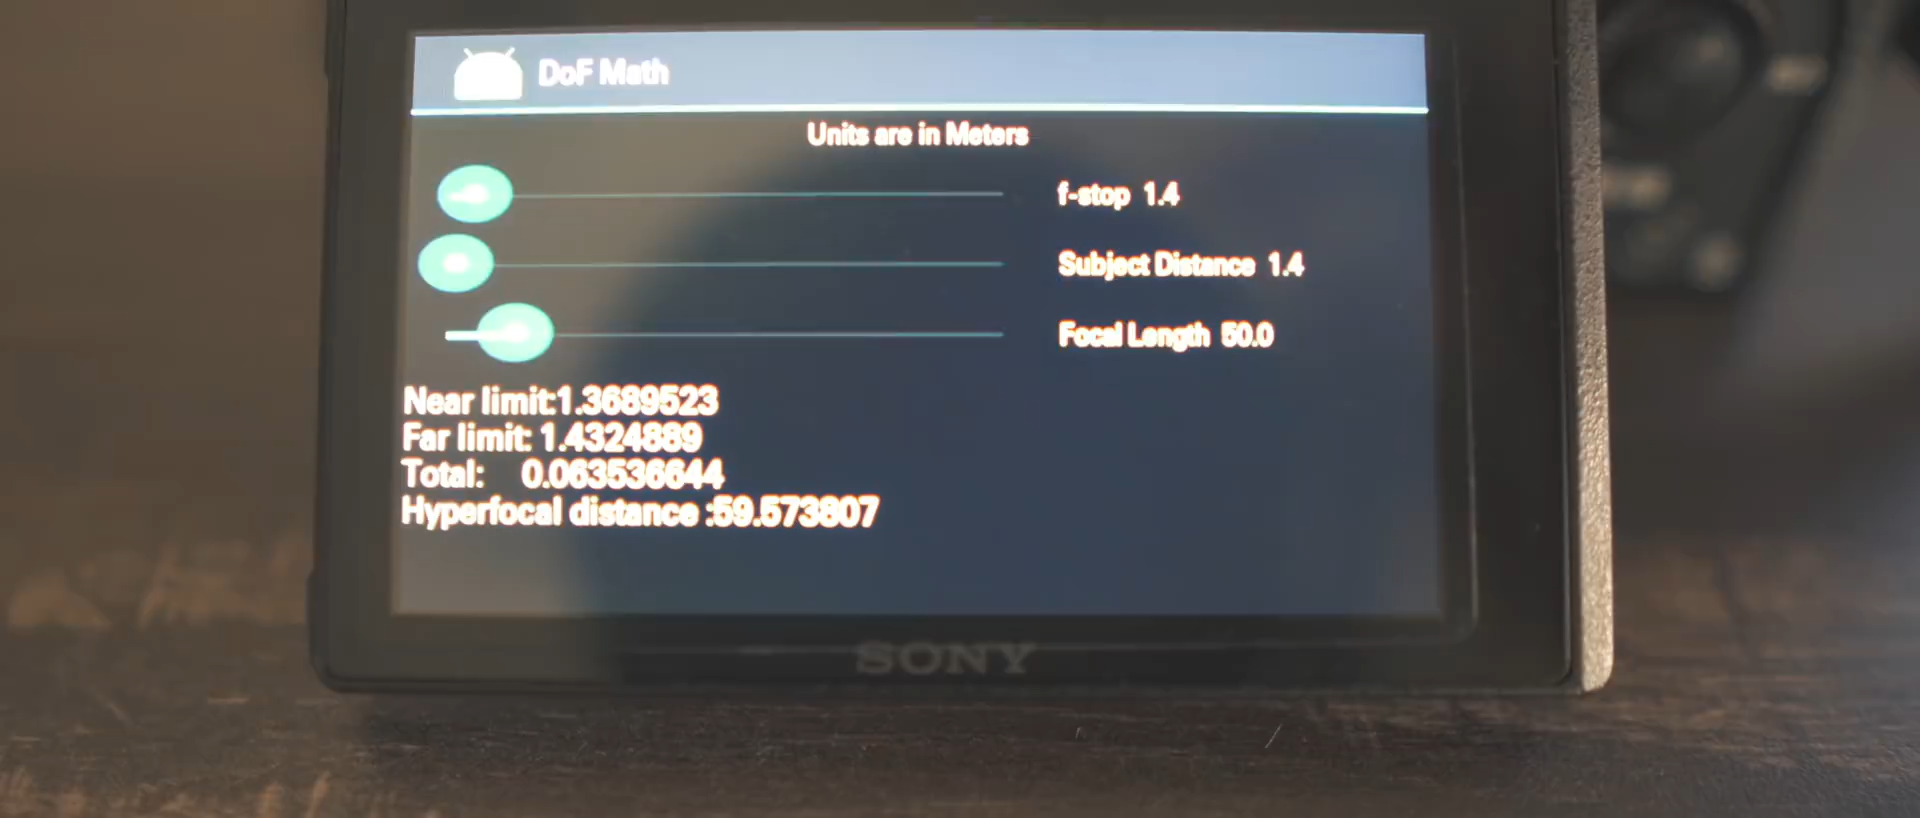 DoF Math
Units are in Meters
f-stop 1.4
Subject Distance 1.4
Focal Length 50.0
Near limit:1.3689523
Far limit: 1.4324889
Total: 0.063536644
Hyperfocal distance :59.573807
SONY